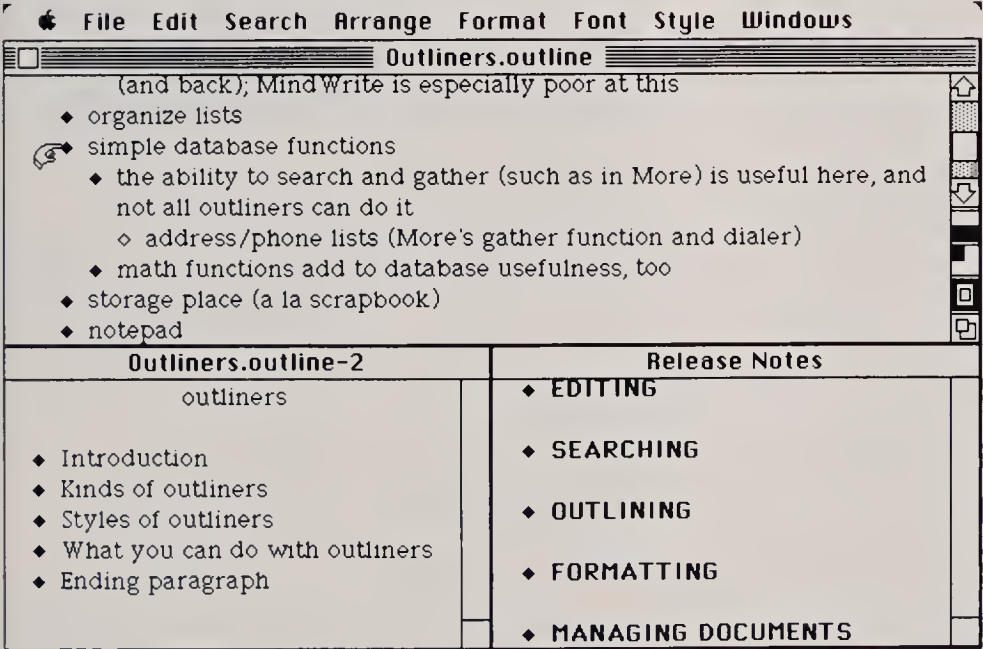 File Edit Search Arrange Format Font Style Windows
Outliners.outline
(and back); MindWrite is especially poor at this
◆ organize lists
◆ simple database functions
◆ the ability to search and gather (such as in More) is useful here, and
not all outliners can do it
◇ address/phone lists (More's gather function and dialer)
◆ math functions add to database usefulness, too
◆ storage place (a la scrapbook)
◆ notepad
Outliners.outline-2
outliners
◆ Introduction
◆ Kinds of outliners
◆ Styles of outliners
◆ What you can do with outliners
◆ Ending paragraph
Release Notes
◆ EDITING
◆ SEARCHING
◆ OUTLINING
◆ FORMATTING
◆ MANAGING DOCUMENTS